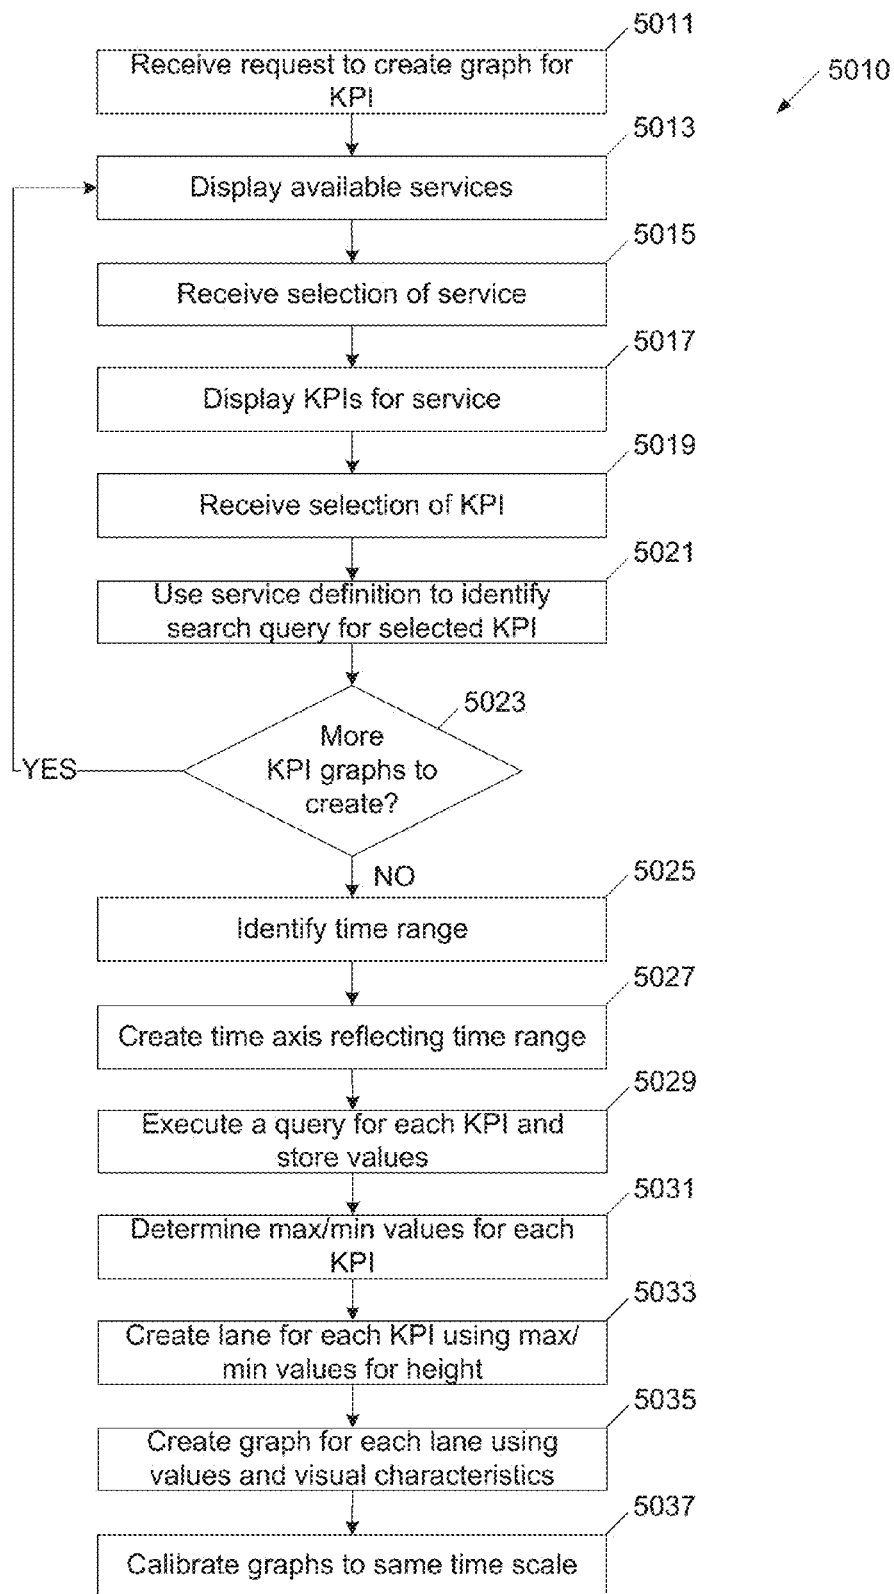 5011
Receive request to create graph for
KPI
5010
5013
Display available services
5015
Receive selection of service
5017
Display KPIs for service
5019
Receive selection of KPI
5021
Use service definition to identify
search query for selected KPI
5023
More
KPI graphs to
create?
YES
NO
5025
Identify time range
5027
Create time axis reflecting time range
5029
Execute a query for each KPI and
store values
5031
Determine max/min values for each
KPI
5033
Create lane for each KPI using max/
min values for height
5035
Create graph for each lane using
values and visual characteristics
5037
Calibrate graphs to same time scale